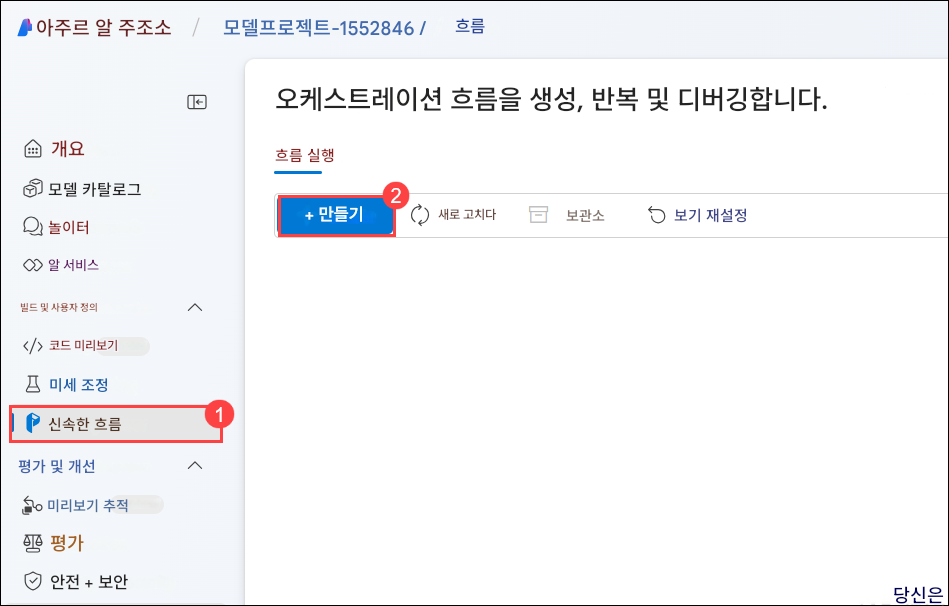 아주르 알 주조소 / 모델프로젝트-1552846 / 흐름
오케스트레이션 흐름을 생성, 반복 및 디버깅합니다.
흐름 실행
+ 만들기 2 새로 고치다 보관소 보기 재설정
개요
모델 카탈로그
놀이터
알 서비스
빌드 및 사용자 정의
코드 미리보기
미세 조정
신속한 흐름 1
평가 및 개선
미리보기 추적
평가
안전 + 보안
당신은